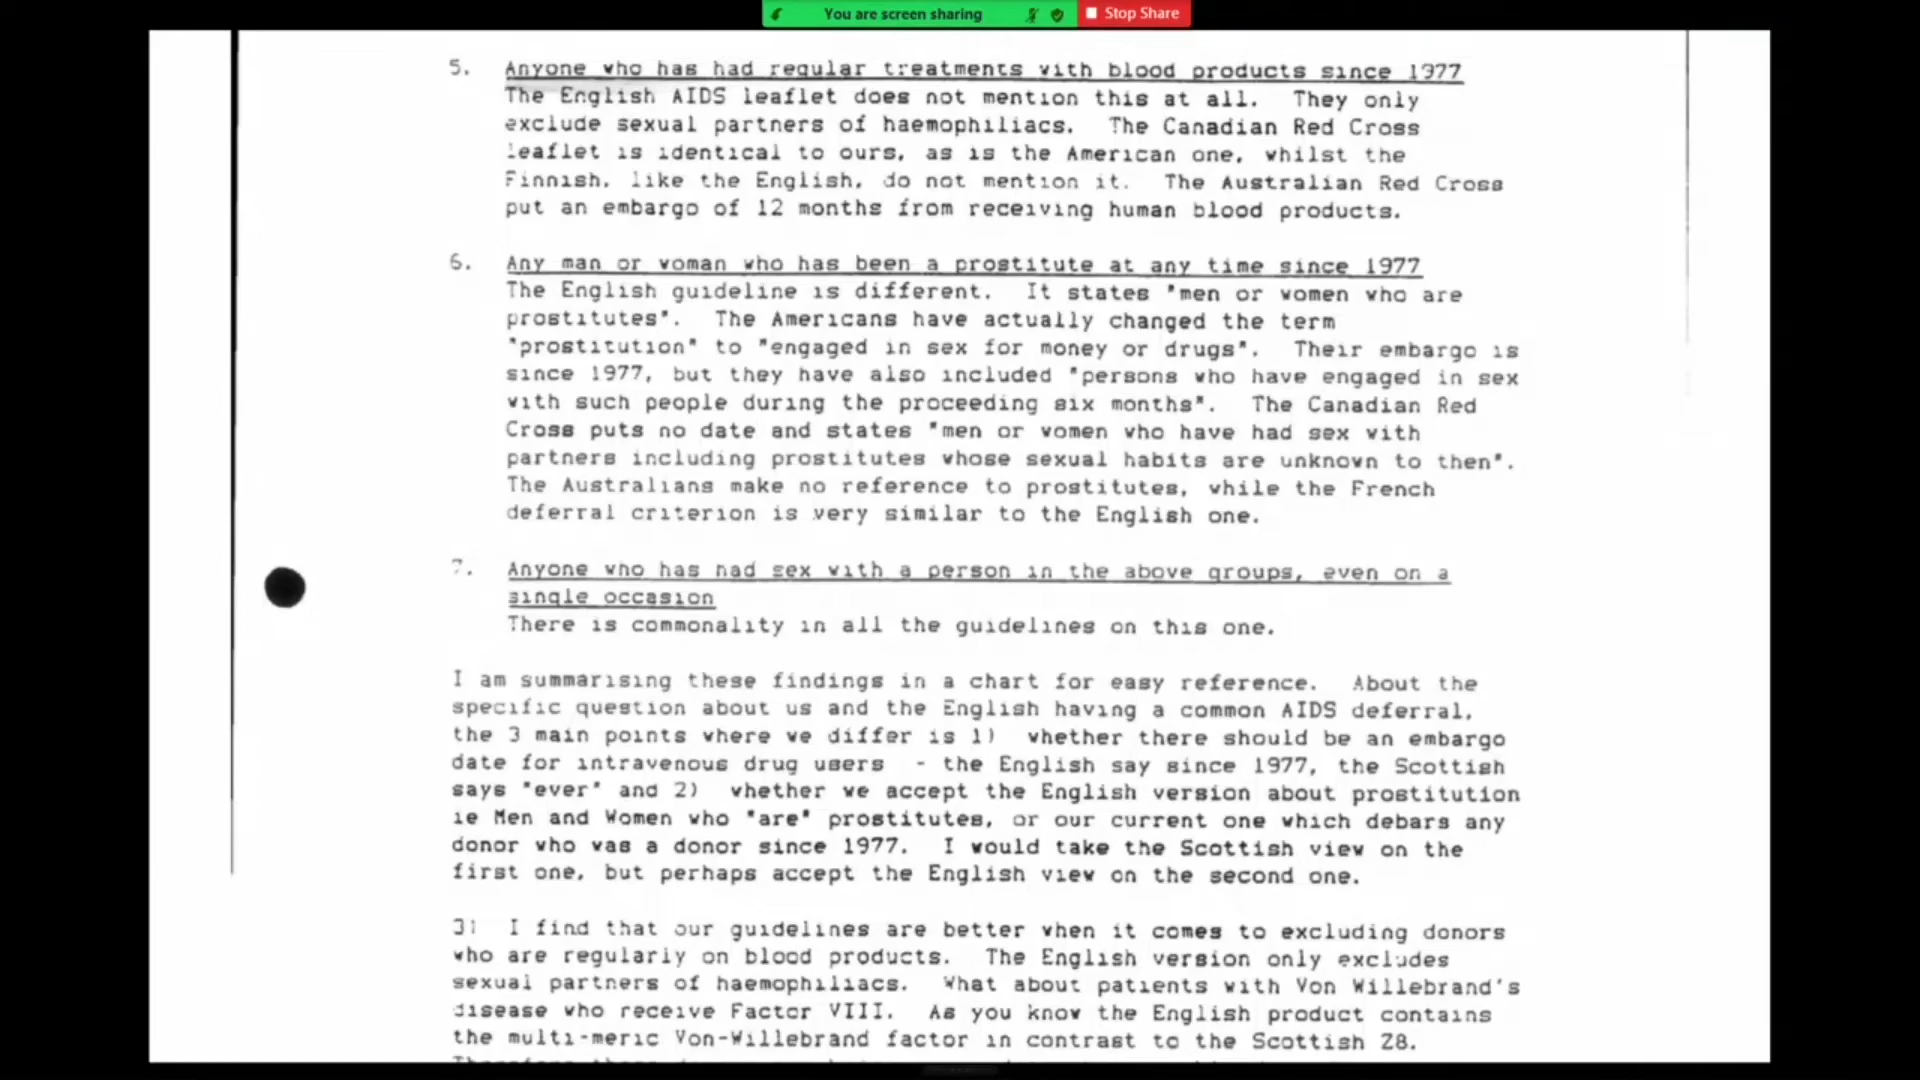 You are screen sharing
Stop Share
5. Anyone who has had regular treatments with blood products since 1977
The English AIDS leaflet does not mention this at all. They only
exclude sexual partners of haemophiliacs. The Canadian Red Cross
leaflet is identical to ours, as is the American one, whilst the
Finnish, like the English, do not mention it. The Australian Red Cross
put an embargo of 12 months from receiving human blood products.
6. Any man or woman who has been a prostitute at any time since 1977
The English guideline is different. It states "men or women who are
prostitutes". The Americans have actually changed the term
"prostitution" to "engaged in sex for money or drugs". Their embargo is
since 1977, but they have also included "persons who have engaged in sex
with such people during the proceeding six months". The Canadian Red
Cross puts no date and states "men or women who have had sex with
partners including prostitutes whose sexual habits are unknown to then".
The Australians make no reference to prostitutes, while the French
deferral criterion is very similar to the English one.
7. Anyone who has had sex with a person in the above groups, even on a
single occasion
There is commonality in all the guidelines on this one.
I am summarising these findings in a chart for easy reference. About the
specific question about us and the English having a common AIDS deferral,
the 3 main points where we differ is 1) whether there should be an embargo
date for intravenous drug users - the English say since 1977, the Scottish
says "ever" and 2) whether we accept the English version about prostitution
ie Men and Women who "are" prostitutes, or our current one which debars any
donor who was a donor since 1977. I would take the Scottish view on the
first one, but perhaps accept the English view on the second one.
3) I find that our guidelines are better when it comes to excluding donors
who are regularly on blood products. The English version only excludes
sexual partners of haemophiliacs. What about patients with Von Willebrand's
disease who receive Factor VIII. As you know the English product contains
the multi-meric Von-Willebrand factor in contrast to the Scottish Z8.